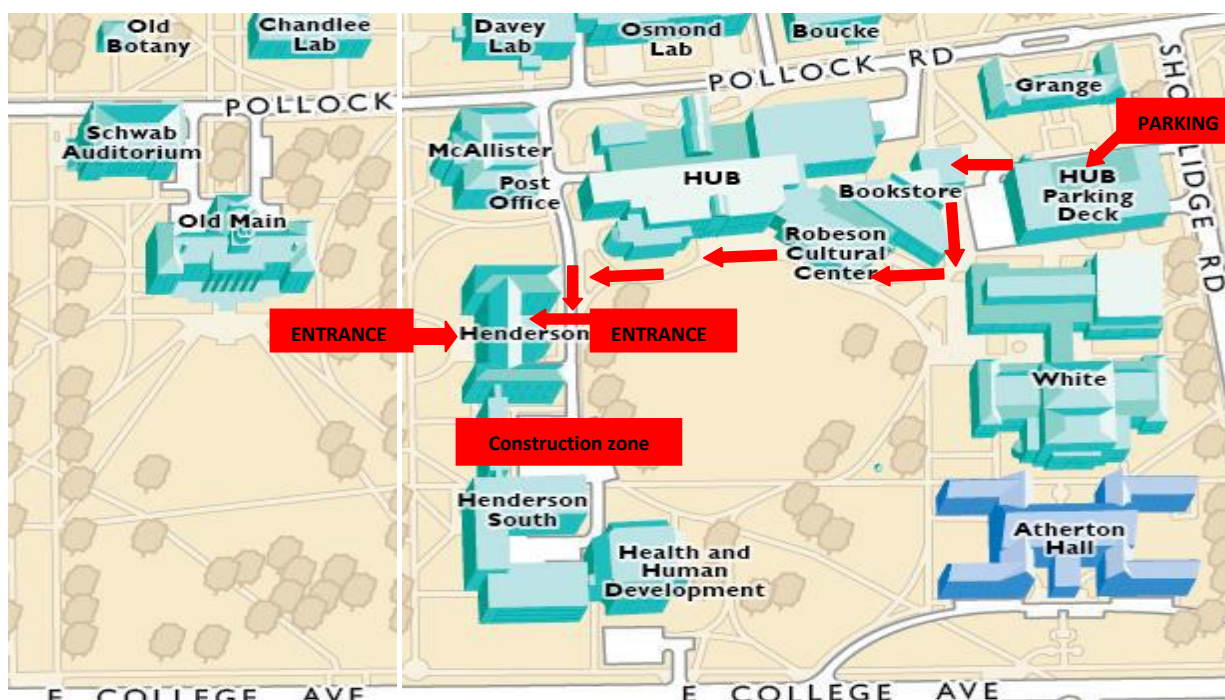 Old
Botany
Chandlee
Lab
Davey
Lab
Osmond
Lab
Boucke
POLLOCK RD
Grange
SHORTLIDGE RD
PARKING
POLLOCK
Schwab
Auditorium
McAllister
Post
Office
HUB
Bookstore
HUB
Parking
Deck
Old Main
Robeson
Cultural
Center
ENTRANCE
Henderson
ENTRANCE
White
Construction zone
Henderson
South
Atherton
Hall
Health and
Human
Development
E COLLEGE AVE
E COLLEGE AVE